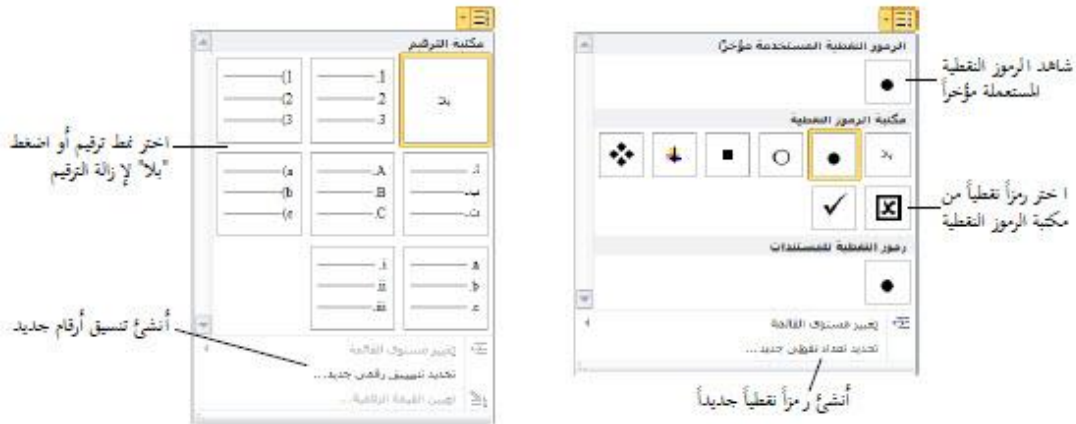 الرموز النقطية المستخدمة مؤخرًا
شاهد الرموز النقطية
المستعملة مؤخراً
مكتبة الرموز النقطية
بلا
اختر رمزاً نقطياً من
مكتبة الرموز النقطية
رموز النقطية للمستندات
تغيير مستوى القائمة
تحديد تعداد نقطي جديد...
أنشئ رمزاً نقطياً جديداً
مكتبة الترقيم
بلا
1.
2.
3.
1)
2)
3)
اختر نمط ترقيم أو اضغط
"بلا" لإزالة الترقيم
أ.
ب.
ت.
A.
B.
C.
a)
b)
c)
a.
b.
c.
i.
ii.
iii.
أنشئ تنسيق أرقام جديد
تغيير مستوى القائمة
تحديد تنسيق رقمي جديد...
تعيين القيمة الرقمية...